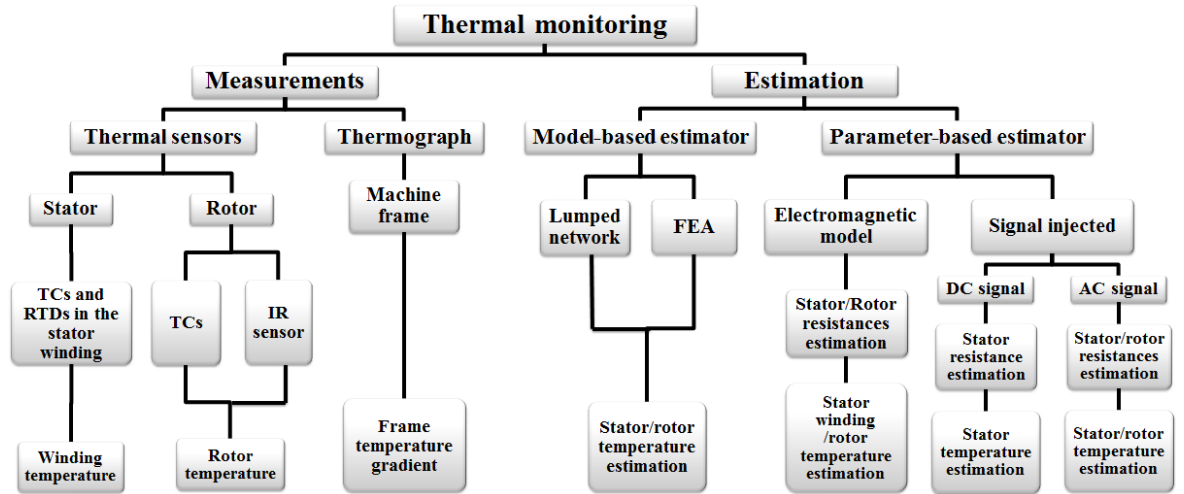 Thermal monitoring
Measurements
Estimation
Thermal sensors
Thermograph
Model-based estimator
Parameter-based estimator
Stator
Rotor
Machine
frame
Lumped
network
FEA
Electromagnetic
model
Signal injected
DC signal
AC signal
TCs and
RTDs in the
stator
winding
TCs
IR
sensor
Stator/Rotor
resistances
estimation
Stator
resistance
estimation
Stator/rotor
resistances
estimation
Winding
temperature
Rotor
temperature
Frame
temperature
gradient
Stator/rotor
temperature
estimation
Stator
winding
/rotor
temperature
estimation
Stator
temperature
estimation
Stator/rotor
temperature
estimation